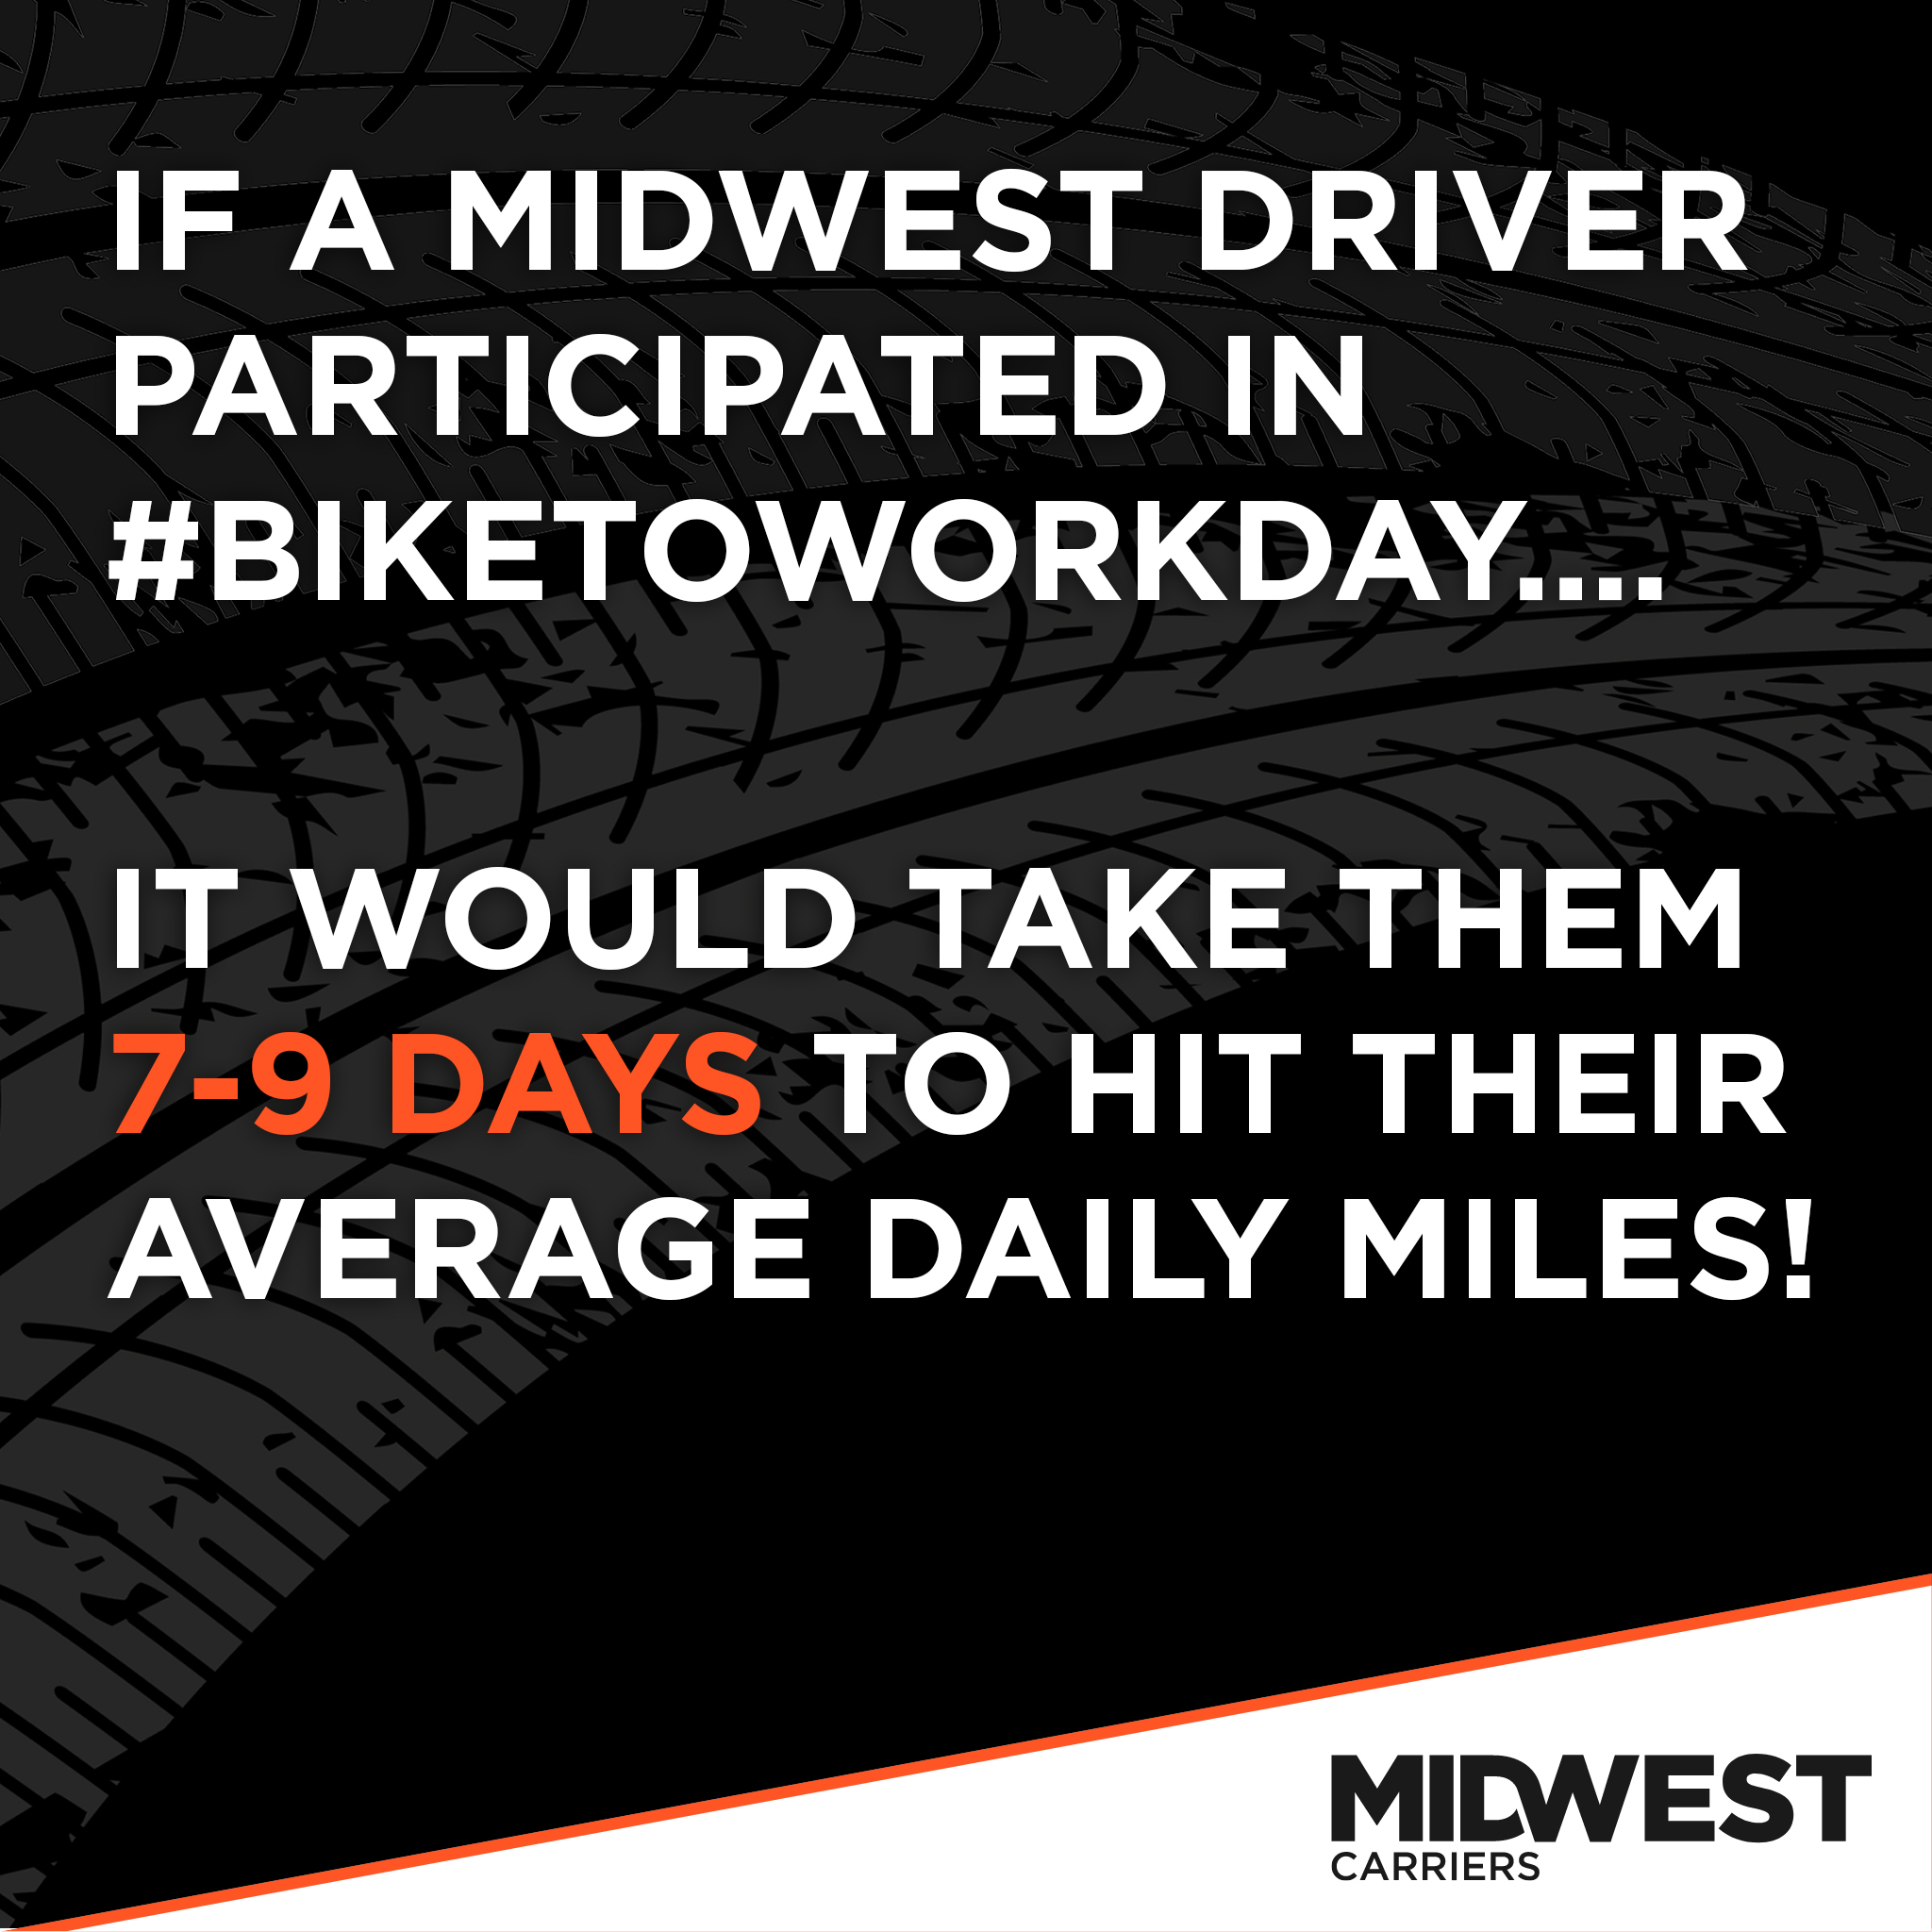 IF A MIDWEST DRIVER
PARTICIPATED IN
#BIKETOWORKDAY....
IT WOULD TAKE THEM
7-9 DAYS TO HIT THEIR
AVERAGE DAILY MILES!
MIDWEST
CARRIERS